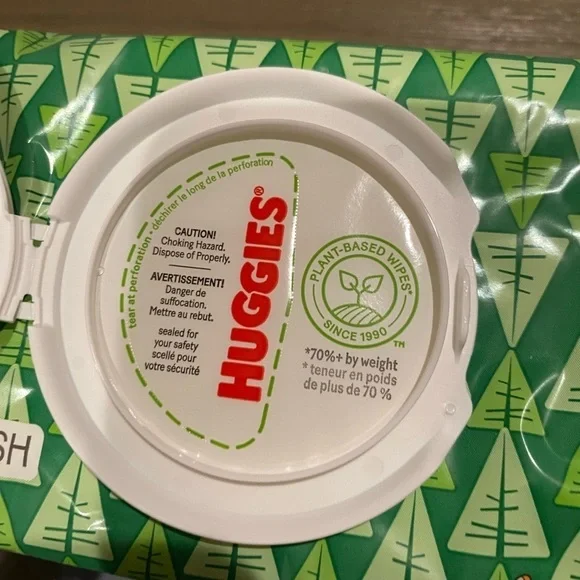 tear at perforation • déchirer le long de la perforation
CAUTION!
Choking Hazard.
Dispose of Properly.
AVERTISSEMENT!
Danger de
suffocation.
Mettre au rebut.
sealed for
your safety
scellé pour
votre sécurité
HUGGIES®
PLANT-BASED WIPES*
SINCE 1990
TM
*70%+ by weight
* teneur en poids
de plus de 70 %
SH